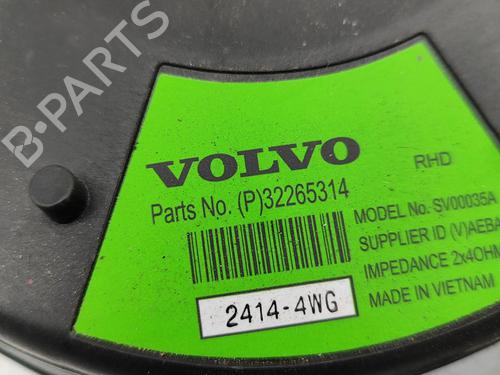 B-PARTS
VOLVO
RHD
Parts No. (P)32265314
MODEL No. SV00035A
SUPPLIER ID (V)AEBA
IMPEDANCE 2x4OHM
MADE IN VIETNAM
2414-4WG